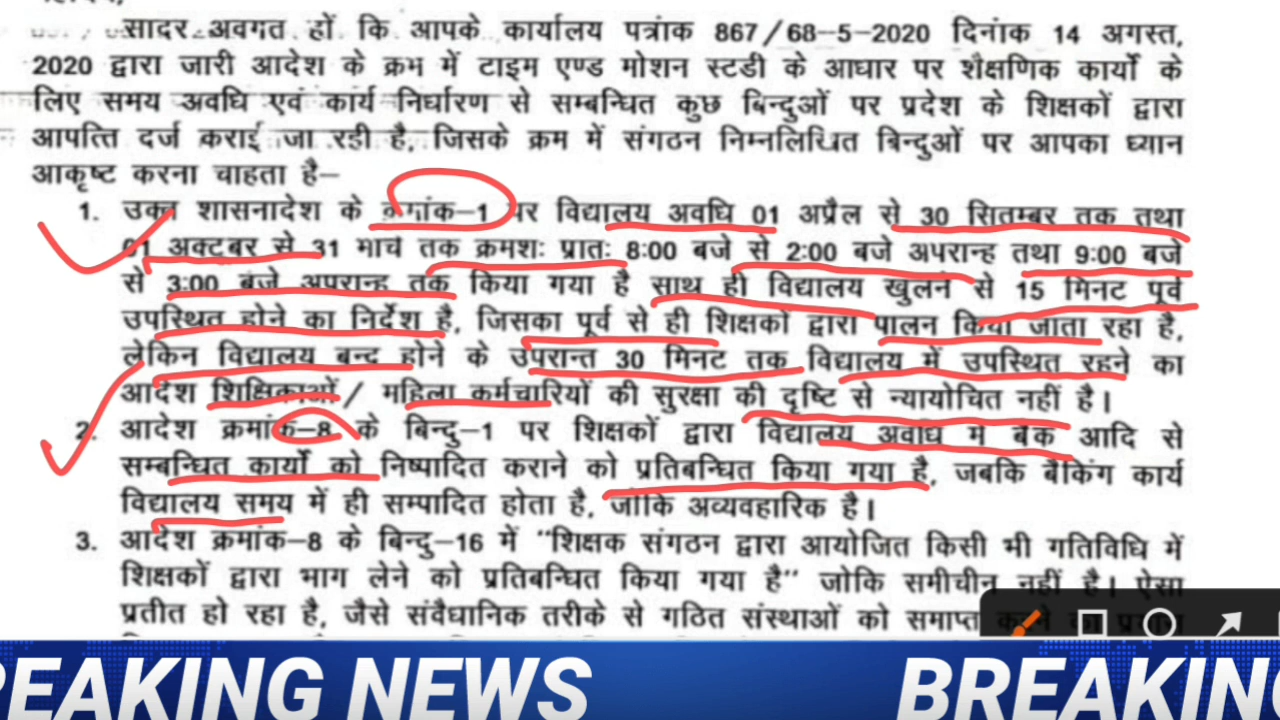 सादर अवगत हों कि आपके कार्यालय पत्रांक 867/68-5-2020 दिनांक 14 अगस्त,
2020 द्वारा जारी आदेश के क्रम में टाइम एण्ड मोशन स्टडी के आधार पर शैक्षणिक कार्यों के
लिए समय अवधि एवं कार्य निर्धारण से सम्बन्धित कुछ बिन्दुओं पर प्रदेश के शिक्षकों द्वारा
आपत्ति दर्ज कराई जा रही है, जिसके क्रम में संगठन निम्नलिखित बिन्दुओं पर आपका ध्यान
आकृष्ट करना चाहता है–
1. उक्त शासनादेश के क्रमांक–1 पर विद्यालय अवधि 01 अप्रैल से 30 सितम्बर तक तथा
01 अक्टूबर से 31 मार्च तक क्रमशः प्रातः 8:00 बजे से 2:00 बजे अपरान्ह तथा 9:00 बजे
से 3:00 बजे अपरान्ह तक किया गया है साथ ही विद्यालय खुलने से 15 मिनट पूर्व
उपस्थित होने का निर्देश है, जिसका पूर्व से ही शिक्षकों द्वारा पालन किया जाता रहा है,
लेकिन विद्यालय बन्द होने के उपरान्त 30 मिनट तक विद्यालय में उपस्थित रहने का
आदेश शिक्षिकाओं / महिला कर्मचारियों की सुरक्षा की दृष्टि से न्यायोचित नहीं है।
2. आदेश क्रमांक–8 के बिन्दु–1 पर शिक्षकों द्वारा विद्यालय अवधि में बैंक आदि से
सम्बन्धित कार्यो को निष्पादित कराने को प्रतिबन्धित किया गया है, जबकि बैंकिंग कार्य
विद्यालय समय में ही सम्पादित होता है, जोकि अव्यवहारिक है।
3. आदेश क्रमांक–8 के बिन्दु–16 में "शिक्षक संगठन द्वारा आयोजित किसी भी गतिविधि में
शिक्षकों द्वारा भाग लेने को प्रतिबन्धित किया गया है" जोकि समीचीन नहीं है। ऐसा
प्रतीत हो रहा है, जैसे संवैधानिक तरीके से गठित संस्थाओं को समाप्त करने का प्रयास
REAKING NEWS BREAKING